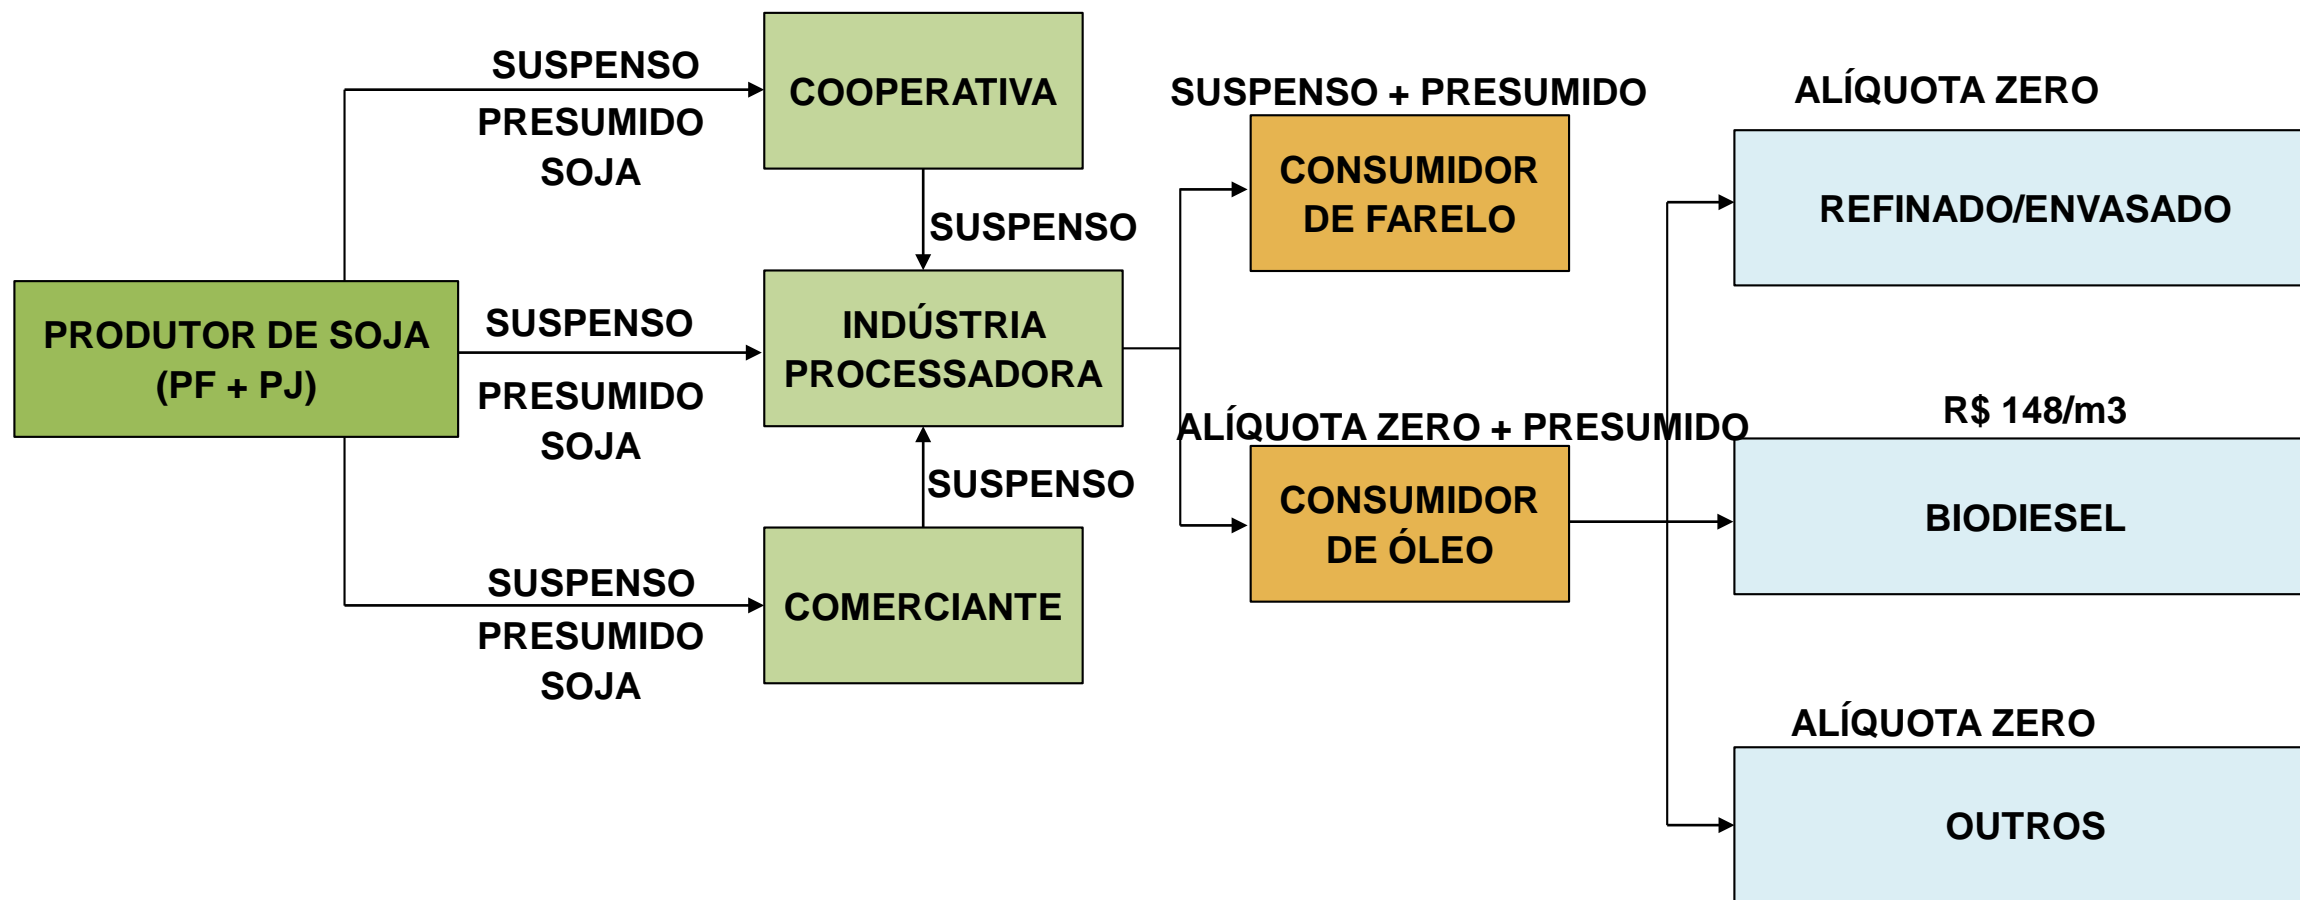 SUSPENSO
PRESUMIDO
SOJA
COOPERATIVA
SUSPENSO
PRODUTOR DE SOJA
(PF + PJ)
SUSPENSO
PRESUMIDO
SOJA
INDÚSTRIA
PROCESSADORA
SUSPENSO
SUSPENSO
PRESUMIDO
SOJA
COMERCIANTE
SUSPENSO + PRESUMIDO
CONSUMIDOR
DE FARELO
ALÍQUOTA ZERO + PRESUMIDO
CONSUMIDOR
DE ÓLEO
ALÍQUOTA ZERO
REFINADO/ENVASADO
R$ 148/m3
BIODIESEL
ALÍQUOTA ZERO
OUTROS